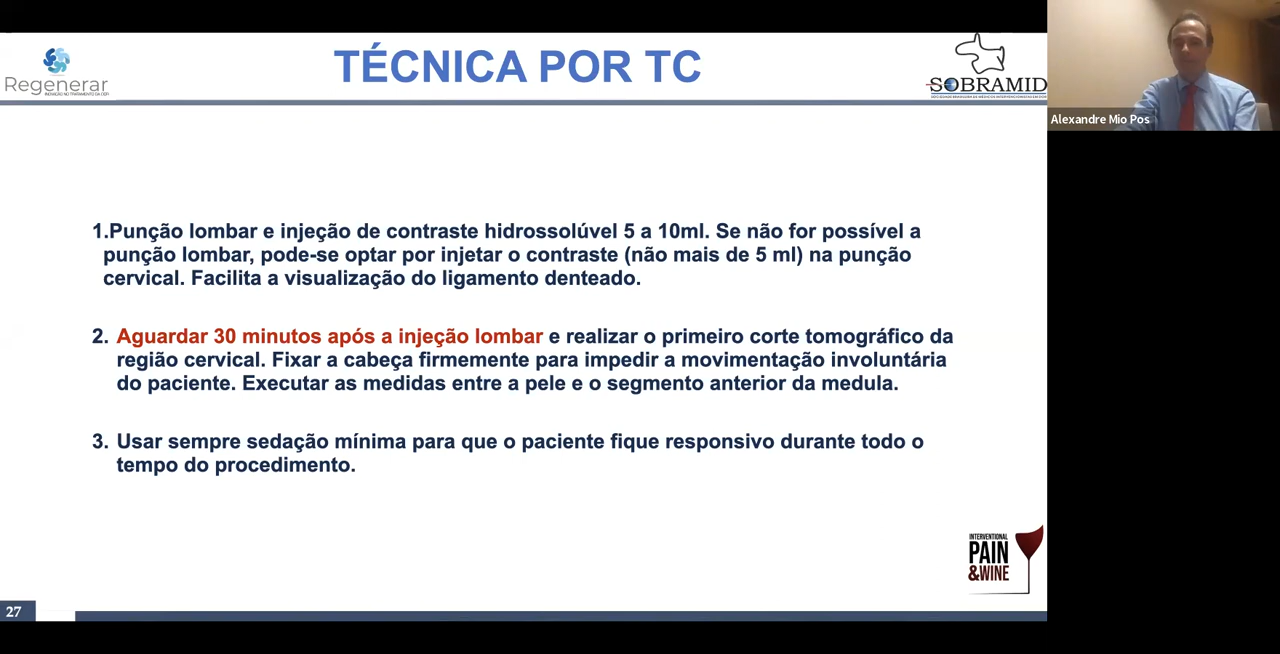 TÉCNICA POR TC
Regenerar
SOBRAMID
Alexandre Mio Pos
1.Punção lombar e injeção de contraste hidrossolúvel 5 a 10ml. Se não for possível a
punção lombar, pode-se optar por injetar o contraste (não mais de 5 ml) na punção
cervical. Facilita a visualização do ligamento denteado.
2. Aguardar 30 minutos após a injeção lombar e realizar o primeiro corte tomográfico da
região cervical. Fixar a cabeça firmemente para impedir a movimentação involuntária
do paciente. Executar as medidas entre a pele e o segmento anterior da medula.
3. Usar sempre sedação mínima para que o paciente fique responsivo durante todo o
tempo do procedimento.
INTERVENTIONAL
PAIN
&WINE
27